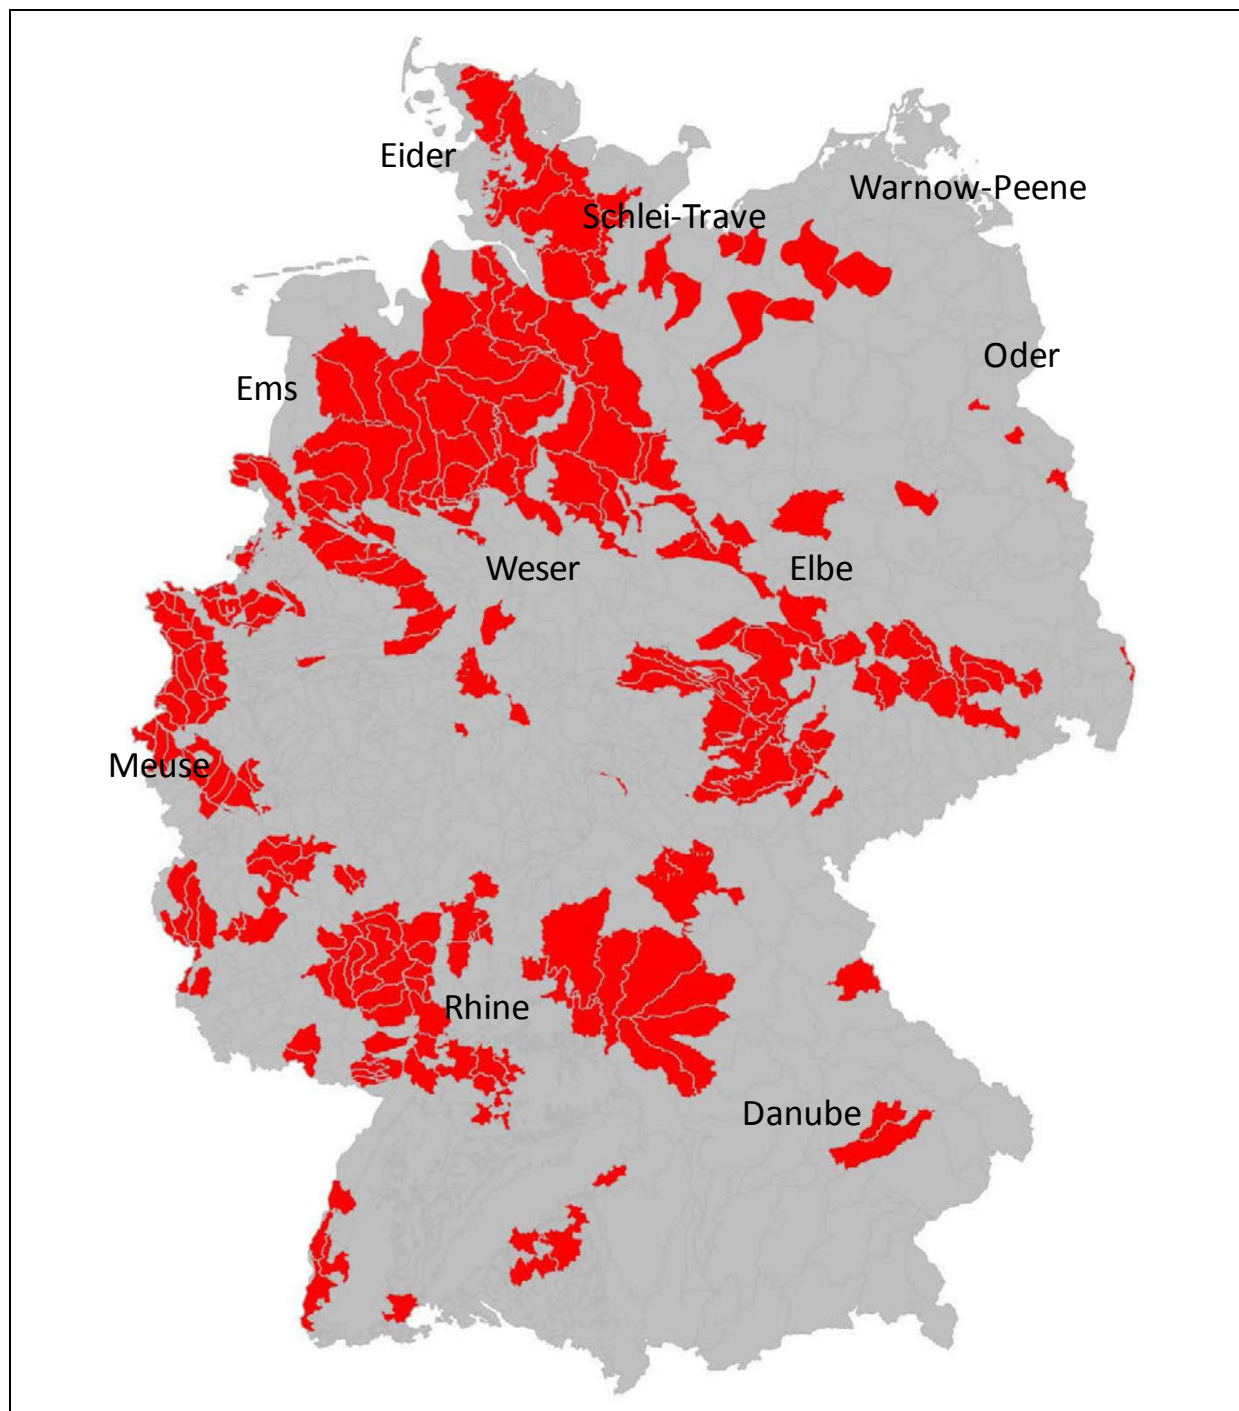 Eider
Warnow-Peene
Schlei-Trave
Oder
Ems
Weser
Elbe
Meuse
Rhine
Danube